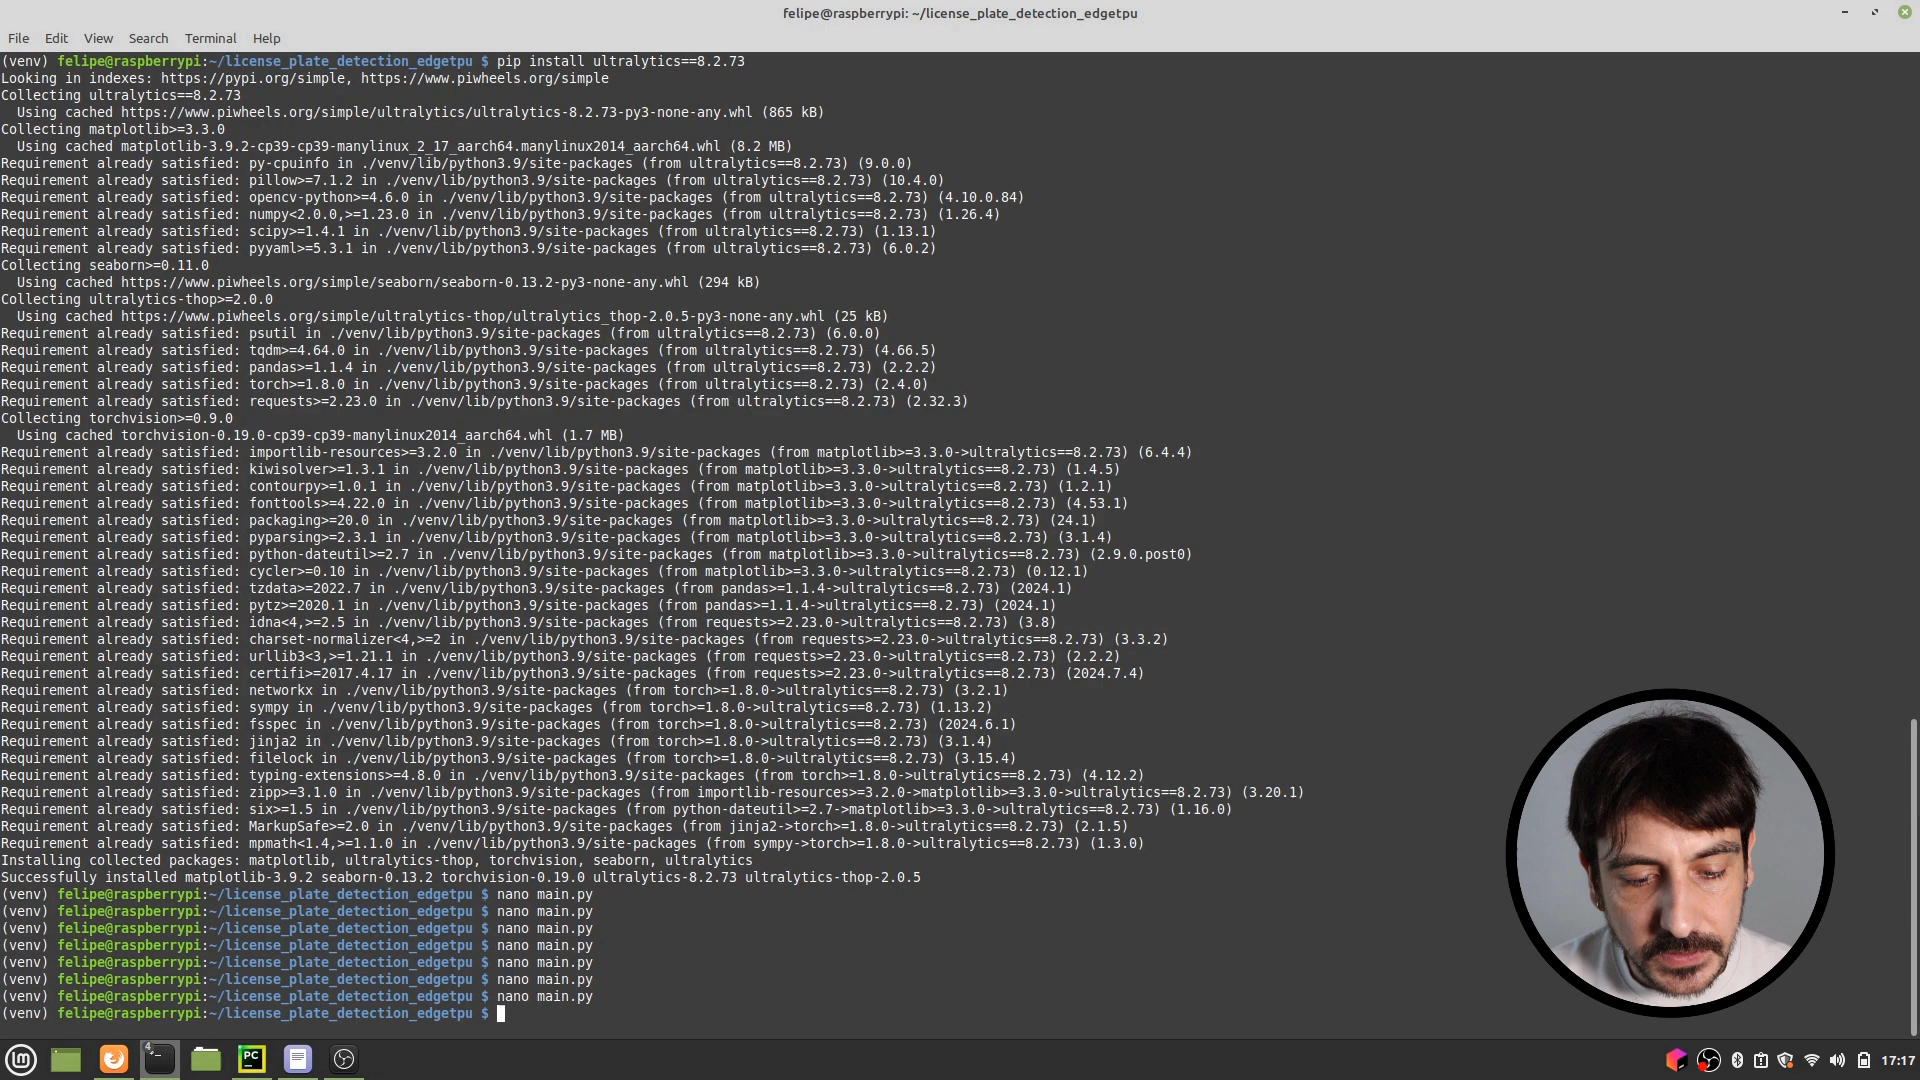 felipe@raspberrypi: ~/license_plate_detection_edgetpu
File Edit View Search Terminal Help
(venv) felipe@raspberrypi:~/license_plate_detection_edgetpu $ pip install ultralytics==8.2.73
Looking in indexes: https://pypi.org/simple, https://www.piwheels.org/simple
Collecting ultralytics==8.2.73
  Using cached https://www.piwheels.org/simple/ultralytics/ultralytics-8.2.73-py3-none-any.whl (865 kB)
Collecting matplotlib>=3.3.0
  Using cached matplotlib-3.9.2-cp39-cp39-manylinux_2_17_aarch64.manylinux2014_aarch64.whl (8.2 MB)
Requirement already satisfied: py-cpuinfo in ./venv/lib/python3.9/site-packages (from ultralytics==8.2.73) (9.0.0)
Requirement already satisfied: pillow>=7.1.2 in ./venv/lib/python3.9/site-packages (from ultralytics==8.2.73) (10.4.0)
Requirement already satisfied: opencv-python>=4.6.0 in ./venv/lib/python3.9/site-packages (from ultralytics==8.2.73) (4.10.0.84)
Requirement already satisfied: numpy<2.0.0,>=1.23.0 in ./venv/lib/python3.9/site-packages (from ultralytics==8.2.73) (1.26.4)
Requirement already satisfied: scipy>=1.4.1 in ./venv/lib/python3.9/site-packages (from ultralytics==8.2.73) (1.13.1)
Requirement already satisfied: pyyaml>=5.3.1 in ./venv/lib/python3.9/site-packages (from ultralytics==8.2.73) (6.0.2)
Collecting seaborn>=0.11.0
  Using cached https://www.piwheels.org/simple/seaborn/seaborn-0.13.2-py3-none-any.whl (294 kB)
Collecting ultralytics-thop>=2.0.0
  Using cached https://www.piwheels.org/simple/ultralytics-thop/ultralytics_thop-2.0.5-py3-none-any.whl (25 kB)
Requirement already satisfied: psutil in ./venv/lib/python3.9/site-packages (from ultralytics==8.2.73) (6.0.0)
Requirement already satisfied: tqdm>=4.64.0 in ./venv/lib/python3.9/site-packages (from ultralytics==8.2.73) (4.66.5)
Requirement already satisfied: pandas>=1.1.4 in ./venv/lib/python3.9/site-packages (from ultralytics==8.2.73) (2.2.2)
Requirement already satisfied: torch>=1.8.0 in ./venv/lib/python3.9/site-packages (from ultralytics==8.2.73) (2.4.0)
Requirement already satisfied: requests>=2.23.0 in ./venv/lib/python3.9/site-packages (from ultralytics==8.2.73) (2.32.3)
Collecting torchvision>=0.9.0
  Using cached torchvision-0.19.0-cp39-cp39-manylinux2014_aarch64.whl (1.7 MB)
Requirement already satisfied: importlib-resources>=3.2.0 in ./venv/lib/python3.9/site-packages (from matplotlib>=3.3.0->ultralytics==8.2.73) (6.4.4)
Requirement already satisfied: kiwisolver>=1.3.1 in ./venv/lib/python3.9/site-packages (from matplotlib>=3.3.0->ultralytics==8.2.73) (1.4.5)
Requirement already satisfied: contourpy>=1.0.1 in ./venv/lib/python3.9/site-packages (from matplotlib>=3.3.0->ultralytics==8.2.73) (1.2.1)
Requirement already satisfied: fonttools>=4.22.0 in ./venv/lib/python3.9/site-packages (from matplotlib>=3.3.0->ultralytics==8.2.73) (4.53.1)
Requirement already satisfied: packaging>=20.0 in ./venv/lib/python3.9/site-packages (from matplotlib>=3.3.0->ultralytics==8.2.73) (24.1)
Requirement already satisfied: pyparsing>=2.3.1 in ./venv/lib/python3.9/site-packages (from matplotlib>=3.3.0->ultralytics==8.2.73) (3.1.4)
Requirement already satisfied: python-dateutil>=2.7 in ./venv/lib/python3.9/site-packages (from matplotlib>=3.3.0->ultralytics==8.2.73) (2.9.0.post0)
Requirement already satisfied: cycler>=0.10 in ./venv/lib/python3.9/site-packages (from matplotlib>=3.3.0->ultralytics==8.2.73) (0.12.1)
Requirement already satisfied: tzdata>=2022.7 in ./venv/lib/python3.9/site-packages (from pandas>=1.1.4->ultralytics==8.2.73) (2024.1)
Requirement already satisfied: pytz>=2020.1 in ./venv/lib/python3.9/site-packages (from pandas>=1.1.4->ultralytics==8.2.73) (2024.1)
Requirement already satisfied: idna<4,>=2.5 in ./venv/lib/python3.9/site-packages (from requests>=2.23.0->ultralytics==8.2.73) (3.8)
Requirement already satisfied: charset-normalizer<4,>=2 in ./venv/lib/python3.9/site-packages (from requests>=2.23.0->ultralytics==8.2.73) (3.3.2)
Requirement already satisfied: urllib3<3,>=1.21.1 in ./venv/lib/python3.9/site-packages (from requests>=2.23.0->ultralytics==8.2.73) (2.2.2)
Requirement already satisfied: certifi>=2017.4.17 in ./venv/lib/python3.9/site-packages (from requests>=2.23.0->ultralytics==8.2.73) (2024.7.4)
Requirement already satisfied: networkx in ./venv/lib/python3.9/site-packages (from torch>=1.8.0->ultralytics==8.2.73) (3.2.1)
Requirement already satisfied: sympy in ./venv/lib/python3.9/site-packages (from torch>=1.8.0->ultralytics==8.2.73) (1.13.2)
Requirement already satisfied: fsspec in ./venv/lib/python3.9/site-packages (from torch>=1.8.0->ultralytics==8.2.73) (2024.6.1)
Requirement already satisfied: jinja2 in ./venv/lib/python3.9/site-packages (from torch>=1.8.0->ultralytics==8.2.73) (3.1.4)
Requirement already satisfied: filelock in ./venv/lib/python3.9/site-packages (from torch>=1.8.0->ultralytics==8.2.73) (3.15.4)
Requirement already satisfied: typing-extensions>=4.8.0 in ./venv/lib/python3.9/site-packages (from torch>=1.8.0->ultralytics==8.2.73) (4.12.2)
Requirement already satisfied: zipp>=3.1.0 in ./venv/lib/python3.9/site-packages (from importlib-resources>=3.2.0->matplotlib>=3.3.0->ultralytics==8.2.73) (3.20.1)
Requirement already satisfied: six>=1.5 in ./venv/lib/python3.9/site-packages (from python-dateutil>=2.7->matplotlib>=3.3.0->ultralytics==8.2.73) (1.16.0)
Requirement already satisfied: MarkupSafe>=2.0 in ./venv/lib/python3.9/site-packages (from jinja2->torch>=1.8.0->ultralytics==8.2.73) (2.1.5)
Requirement already satisfied: mpmath<1.4,>=1.1.0 in ./venv/lib/python3.9/site-packages (from sympy->torch>=1.8.0->ultralytics==8.2.73) (1.3.0)
Installing collected packages: matplotlib, ultralytics-thop, torchvision, seaborn, ultralytics
Successfully installed matplotlib-3.9.2 seaborn-0.13.2 torchvision-0.19.0 ultralytics-8.2.73 ultralytics-thop-2.0.5
(venv) felipe@raspberrypi:~/license_plate_detection_edgetpu $ nano main.py
(venv) felipe@raspberrypi:~/license_plate_detection_edgetpu $ nano main.py
(venv) felipe@raspberrypi:~/license_plate_detection_edgetpu $ nano main.py
(venv) felipe@raspberrypi:~/license_plate_detection_edgetpu $ nano main.py
(venv) felipe@raspberrypi:~/license_plate_detection_edgetpu $ nano main.py
(venv) felipe@raspberrypi:~/license_plate_detection_edgetpu $ nano main.py
(venv) felipe@raspberrypi:~/license_plate_detection_edgetpu $ nano main.py
(venv) felipe@raspberrypi:~/license_plate_detection_edgetpu $
4
PC
17:17